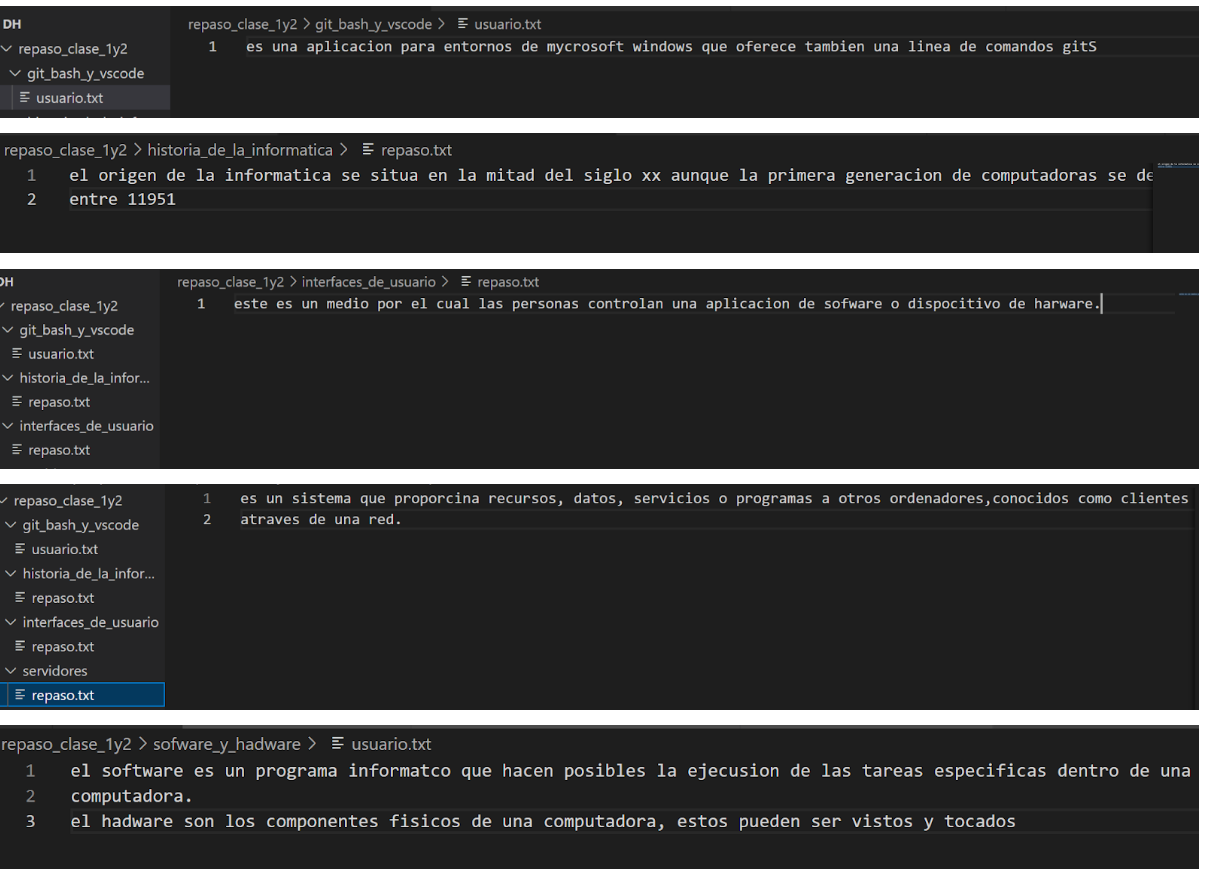 DH
repaso_clase_1y2 > git_bash_y_vscode > usuario.txt
repaso_clase_1y2
1 es una aplicacion para entornos de mycrosoft windows que oferece tambien una linea de comandos gitS
git_bash_y_vscode
usuario.txt
repaso_clase_1y2 > historia_de_la_informatica > repaso.txt
1 el origen de la informatica se situa en la mitad del siglo xx aunque la primera generacion de computadoras se de
2 entre 11951
DH
repaso_clase_1y2 > interfaces_de_usuario > repaso.txt
repaso_clase_1y2
1 este es un medio por el cual las personas controlan una aplicacion de sofware o dispocitivo de harware.
git_bash_y_vscode
usuario.txt
historia_de_la_infor...
repaso.txt
interfaces_de_usuario
repaso.txt
repaso_clase_1y2
1 es un sistema que proporcina recursos, datos, servicios o programas a otros ordenadores,conocidos como clientes
2 atraves de una red.
git_bash_y_vscode
usuario.txt
historia_de_la_infor...
repaso.txt
interfaces_de_usuario
repaso.txt
servidores
repaso.txt
repaso_clase_1y2 > sofware_y_hadware > usuario.txt
1 el software es un programa informatco que hacen posibles la ejecusion de las tareas especificas dentro de una
2 computadora.
3 el hadware son los componentes fisicos de una computadora, estos pueden ser vistos y tocados